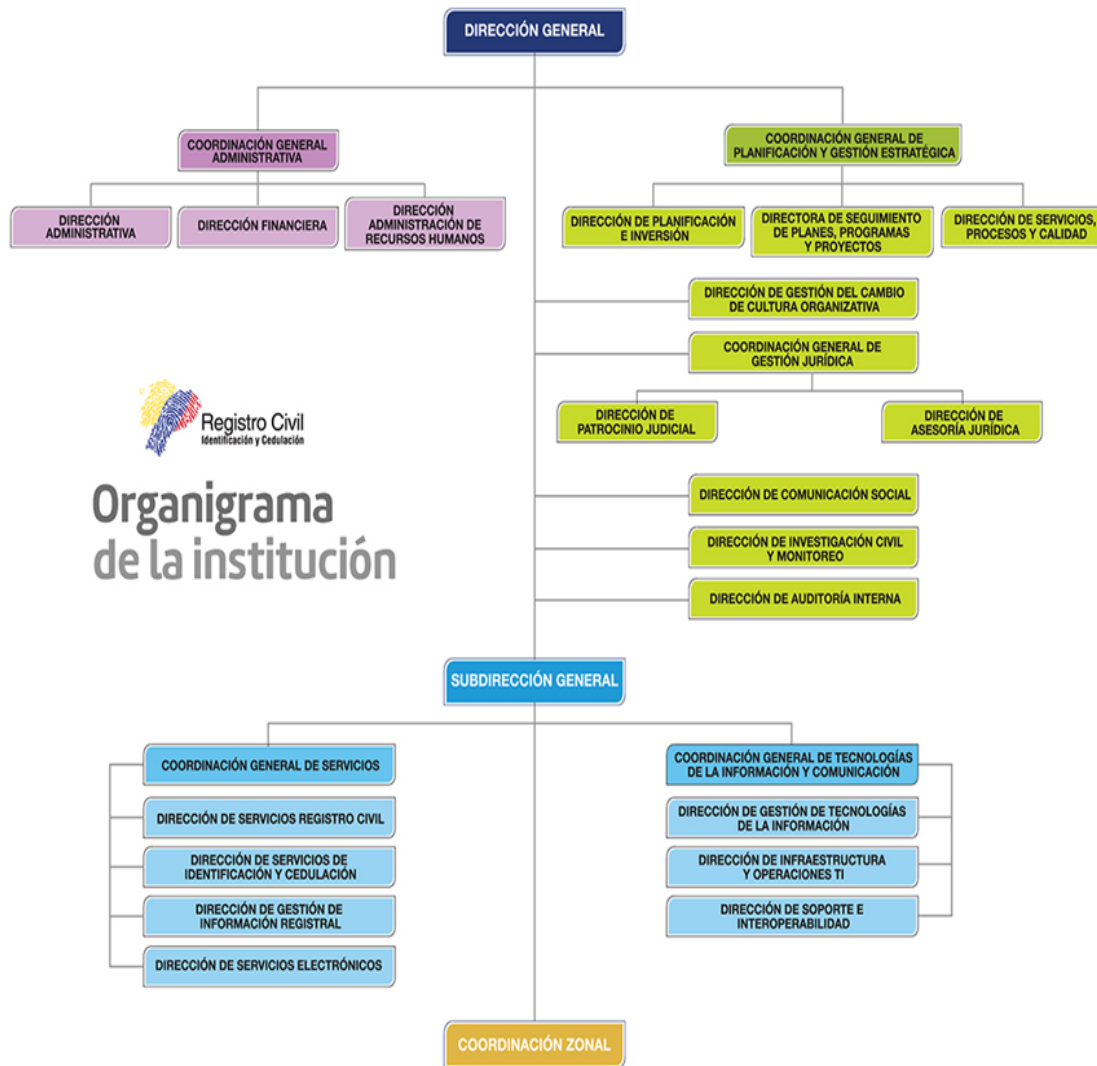 DIRECCIÓN GENERAL
COORDINACIÓN GENERAL
ADMINISTRATIVA
COORDINACIÓN GENERAL DE
PLANIFICACIÓN Y GESTIÓN ESTRATÉGICA
DIRECCIÓN
ADMINISTRATIVA
DIRECCIÓN FINANCIERA
DIRECCIÓN
ADMINISTRACIÓN DE
RECURSOS HUMANOS
DIRECCIÓN DE PLANIFICACIÓN
E INVERSIÓN
DIRECTORA DE SEGUIMIENTO
DE PLANES, PROGRAMAS
Y PROYECTOS
DIRECCIÓN DE SERVICIOS,
PROCESOS Y CALIDAD
DIRECCIÓN DE GESTIÓN DEL CAMBIO
DE CULTURA ORGANIZATIVA
COORDINACIÓN GENERAL DE
GESTIÓN JURÍDICA
DIRECCIÓN DE
PATROCINIO JUDICIAL
DIRECCIÓN DE
ASESORÍA JURÍDICA
Registro Civil
Identificación y Cedulación
Organigrama
de la institución
DIRECCIÓN DE COMUNICACIÓN SOCIAL
DIRECCIÓN DE INVESTIGACIÓN CIVIL
Y MONITOREO
DIRECCIÓN DE AUDITORÍA INTERNA
SUBDIRECCIÓN GENERAL
COORDINACIÓN GENERAL DE SERVICIOS
DIRECCIÓN DE SERVICIOS REGISTRO CIVIL
DIRECCIÓN DE SERVICIOS DE
IDENTIFICACIÓN Y CEDULACIÓN
DIRECCIÓN DE GESTIÓN DE
INFORMACIÓN REGISTRAL
DIRECCIÓN DE SERVICIOS ELECTRÓNICOS
COORDINACIÓN GENERAL DE TECNOLOGÍAS
DE LA INFORMACIÓN Y COMUNICACIÓN
DIRECCIÓN DE GESTIÓN DE TECNOLOGÍAS
DE LA INFORMACIÓN
DIRECCIÓN DE INFRAESTRUCTURA
Y OPERACIONES TI
DIRECCIÓN DE SOPORTE E
INTEROPERABILIDAD
COORDINACIÓN ZONAL